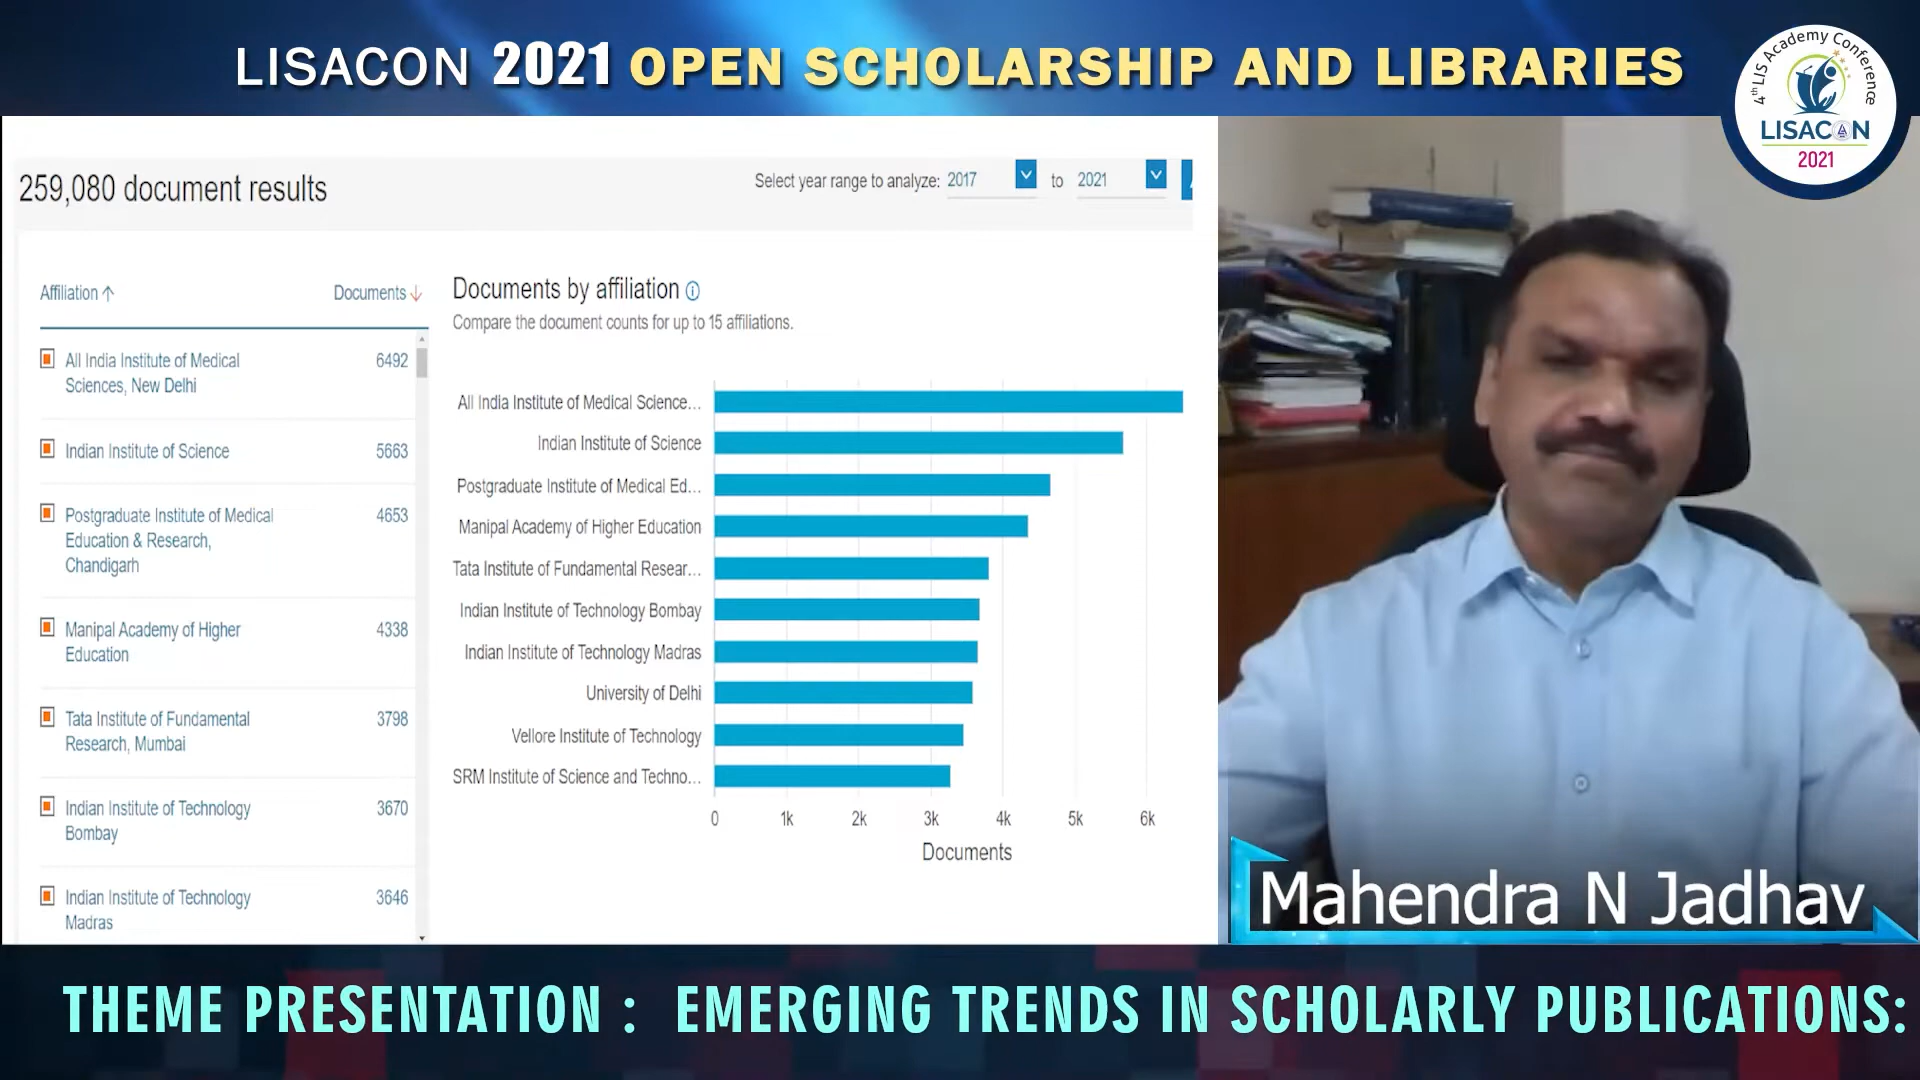 LISACON 2021 OPEN SCHOLARSHIP AND LIBRARIES
4th LIS Academy Conference
LISACON
2021
259,080 document results
Select year range to analyze: 2017 to 2021
Affiliation Documents
All India Institute of Medical 6492
Sciences, New Delhi
Indian Institute of Science 5663
Postgraduate Institute of Medical 4653
Education & Research,
Chandigarh
Manipal Academy of Higher 4338
Education
Tata Institute of Fundamental 3798
Research, Mumbai
Indian Institute of Technology 3670
Bombay
Indian Institute of Technology 3646
Madras
Documents by affiliation
Compare the document counts for up to 15 affiliations.
All India Institute of Medical Science...
Indian Institute of Science
Postgraduate Institute of Medical Ed...
Manipal Academy of Higher Education
Tata Institute of Fundamental Resear...
Indian Institute of Technology Bombay
Indian Institute of Technology Madras
University of Delhi
Vellore Institute of Technology
SRM Institute of Science and Techno...
0 1k 2k 3k 4k 5k 6k
Documents
Mahendra N Jadhav
THEME PRESENTATION : EMERGING TRENDS IN SCHOLARLY PUBLICATIONS: